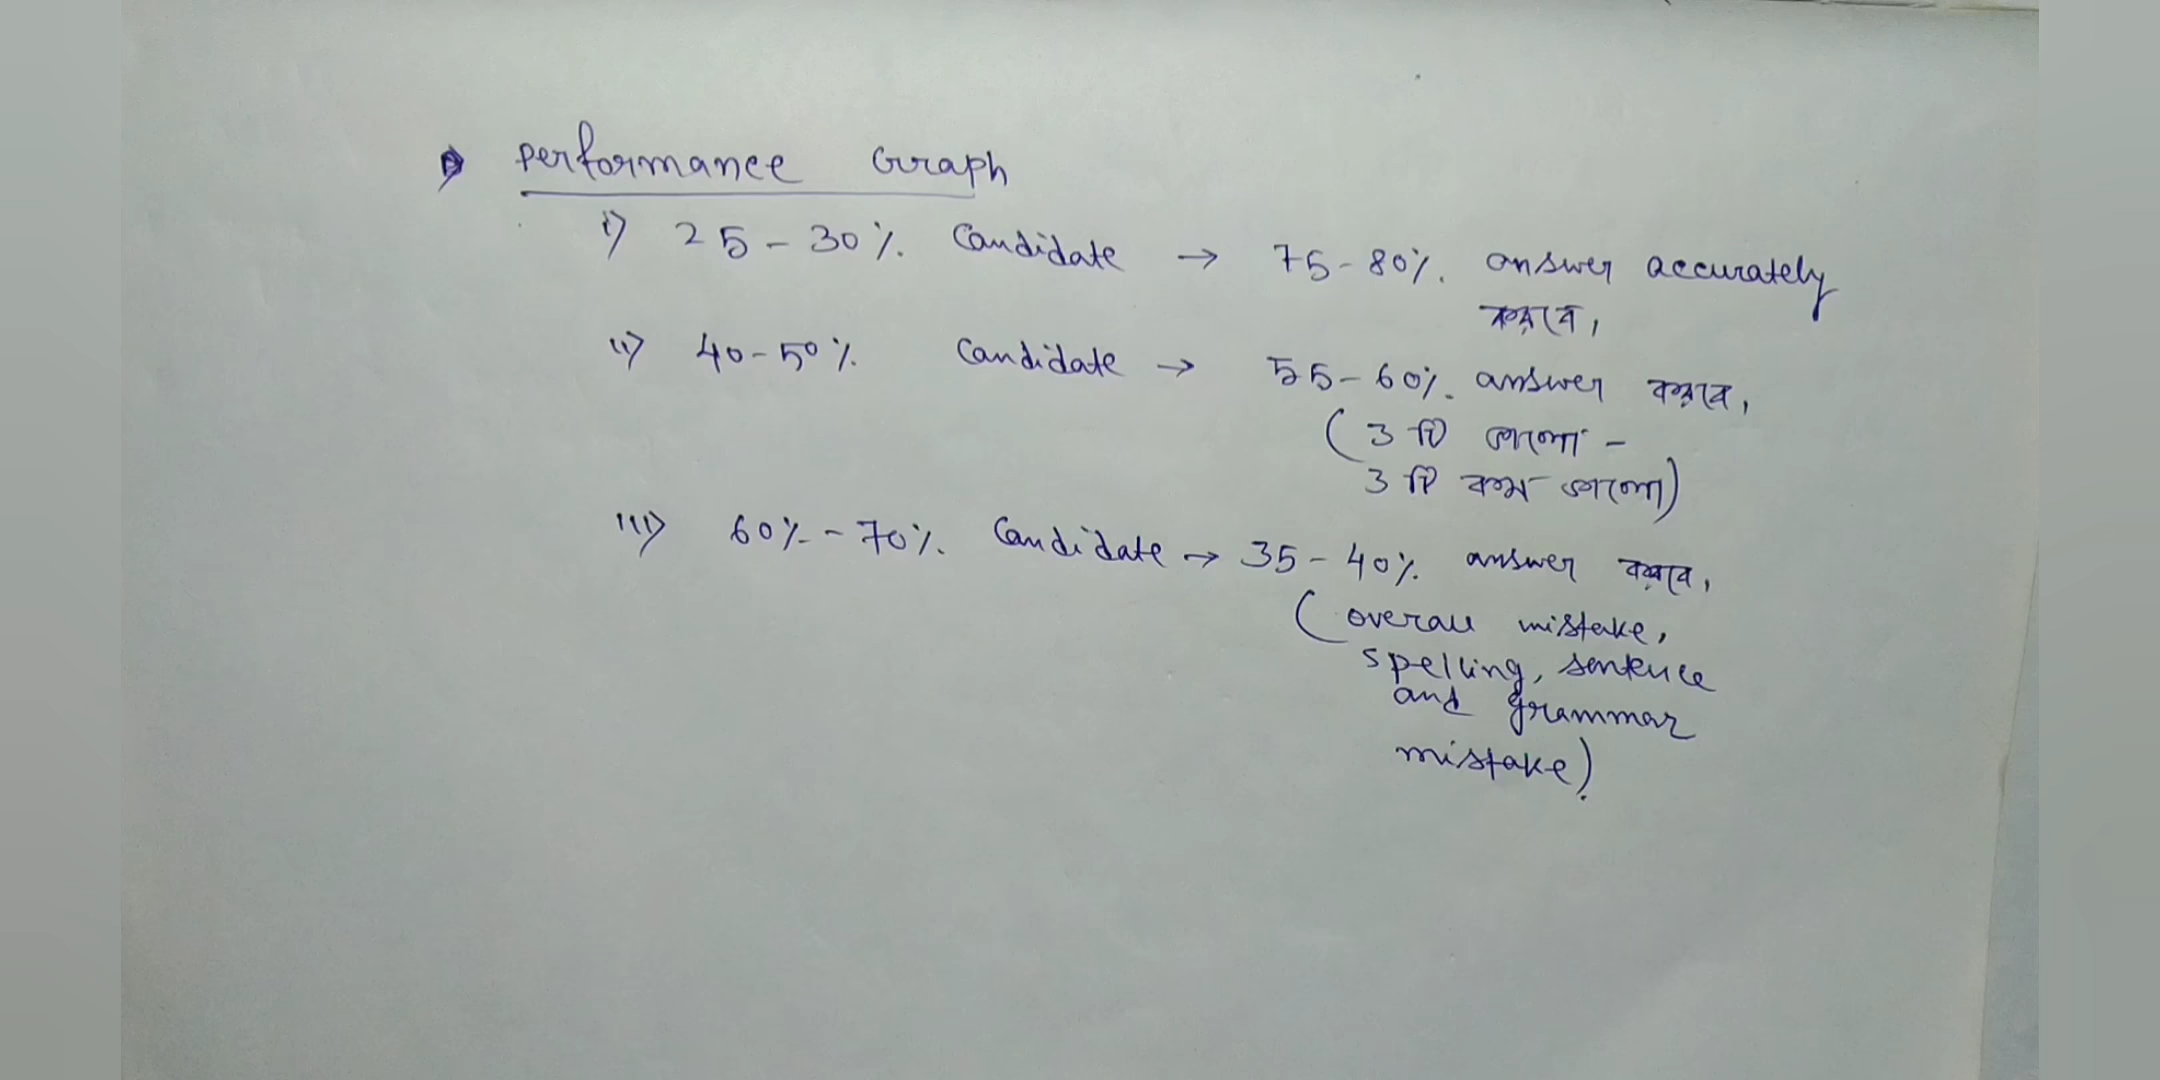 Performance Graph
i) 25-30% Candidate → 75-80% answer accurately
করবে,
ii) 40-50% Candidate → 55-60% answer করবে,
(3 টি ভালো -
3 টি কম ভালো)
iii) 60%-70% Candidate → 35-40% answer করবে,
(overall mistake,
spelling, sentence
and grammar
mistake).